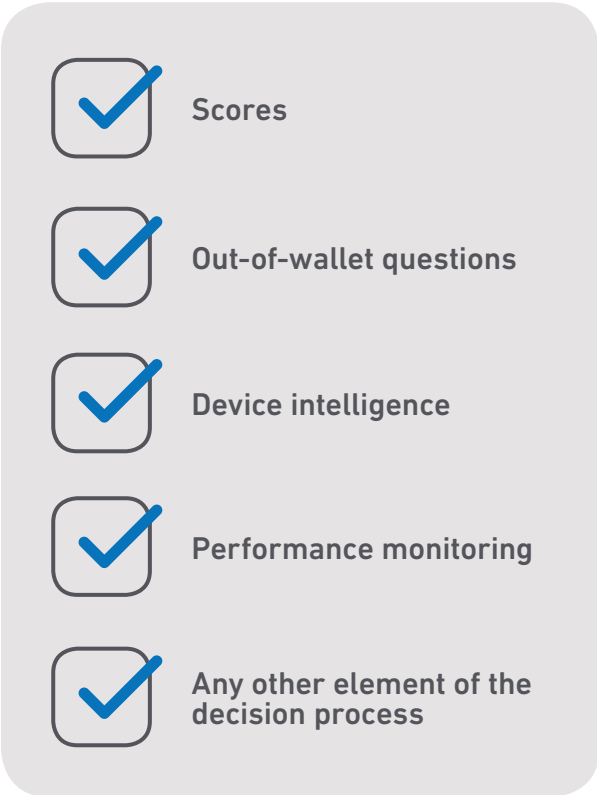 Scores
Out-of-wallet questions
Device intelligence
Performance monitoring
Any other element of the
decision process